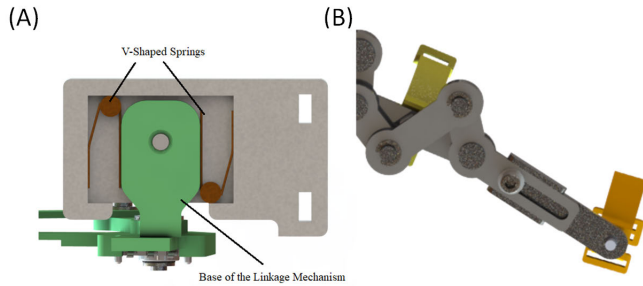 (A)
V-Shaped Springs
(B)
Base of the Linkage Mechanism